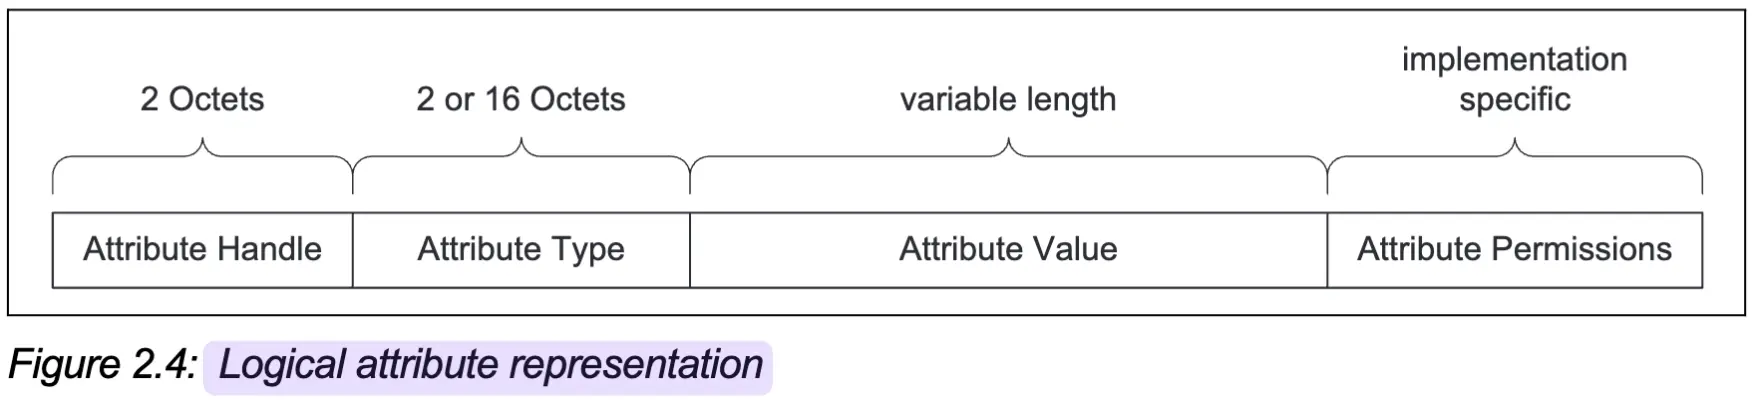 implementation
2 Octets 2 or 16 Octets variable length specific
Attribute Handle Attribute Type Attribute Value Attribute Permissions
Figure 2.4: Logical attribute representation